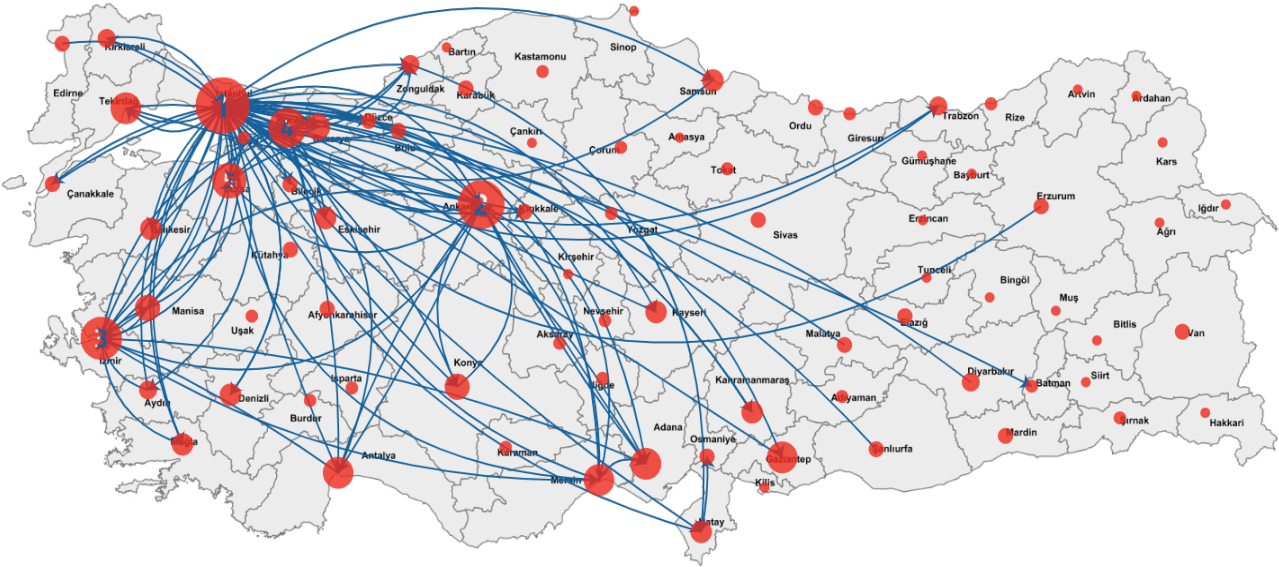 Sinop
Kırklareli
Bartın
Kastamonu
Edirne
Zonguldak
Karabük
Samsun
Artvin
Ardahan
Tekirdağ
1
Ordu
Giresun
Trabzon
Rize
4
Düzce
Bolu
Çankırı
Çorum
Amasya
Kars
Gümüşhane
Tokat
Bayburt
5
Bilecik
Çanakkale
Erzurum
Iğdır
Ankara
2
Kırıkkale
Erzincan
Ağrı
Eskişehir
Yozgat
Sivas
Kütahya
Kırşehir
Tunceli
Bingöl
Muş
Manisa
Afyonkarahisar
Nevşehir
Kayseri
Elazığ
Uşak
Aksaray
Malatya
Bitlis
Van
3
İzmir
Konya
Isparta
Niğde
Kahramanmaraş
Diyarbakır
Batman
Siirt
Aydın
Denizli
Burdur
Adıyaman
Muğla
Adana
Osmaniye
Mardin
Şırnak
Hakkari
Antalya
Karaman
Gaziantep
Şanlıurfa
Mersin
Kilis
Hatay